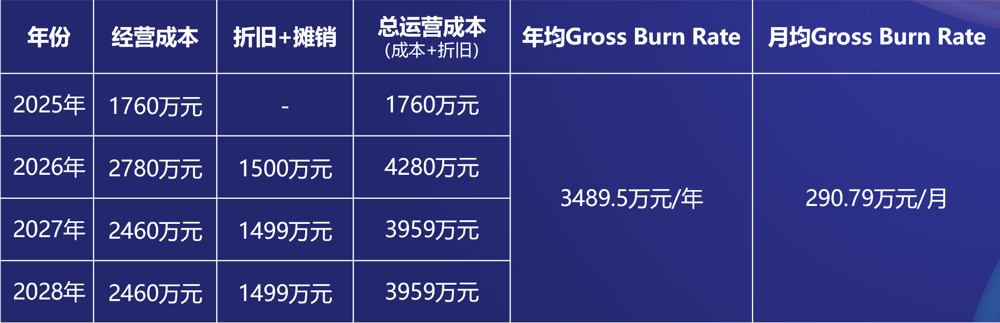 年份
经营成本
折旧+摊销
总运营成本
(成本+折旧)
年均Gross Burn Rate
月均Gross Burn Rate
2025年
1760万元
-
1760万元
2026年
2780万元
1500万元
4280万元
3489.5万元/年
290.79万元/月
2027年
2460万元
1499万元
3959万元
2028年
2460万元
1499万元
3959万元